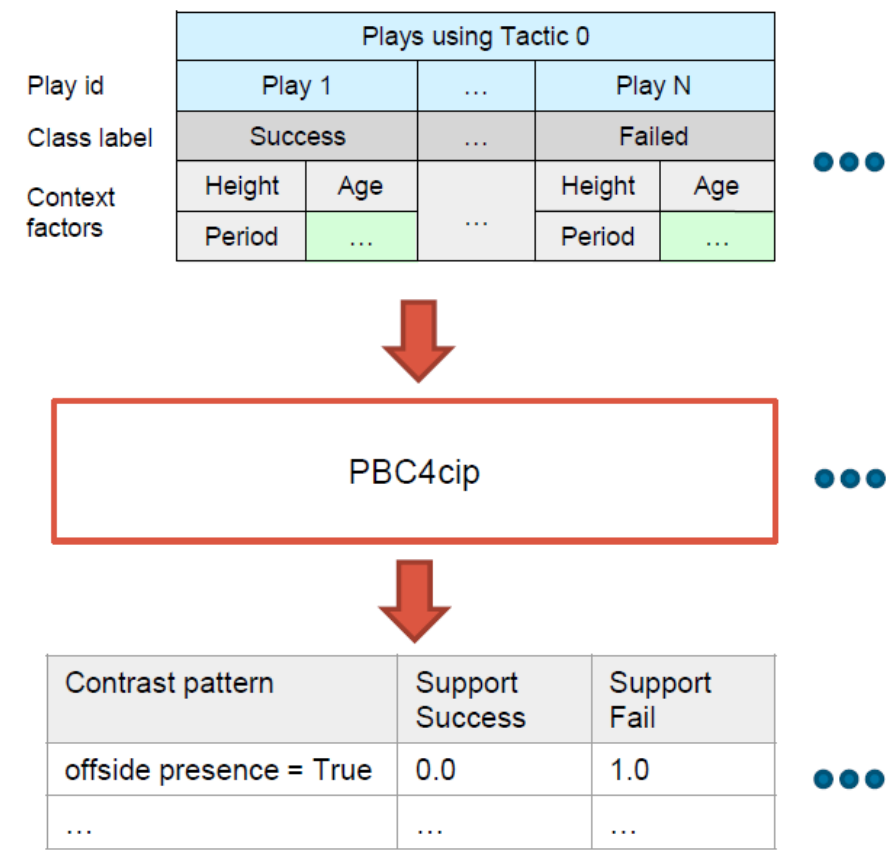 Plays using Tactic 0
Play id Play 1 … Play N
Class label Success … Failed
Context factors Height Age … Height Age
Period … Period …
PBC4cip
Contrast pattern Support Success Support Fail
offside presence = True 0.0 1.0
… … …